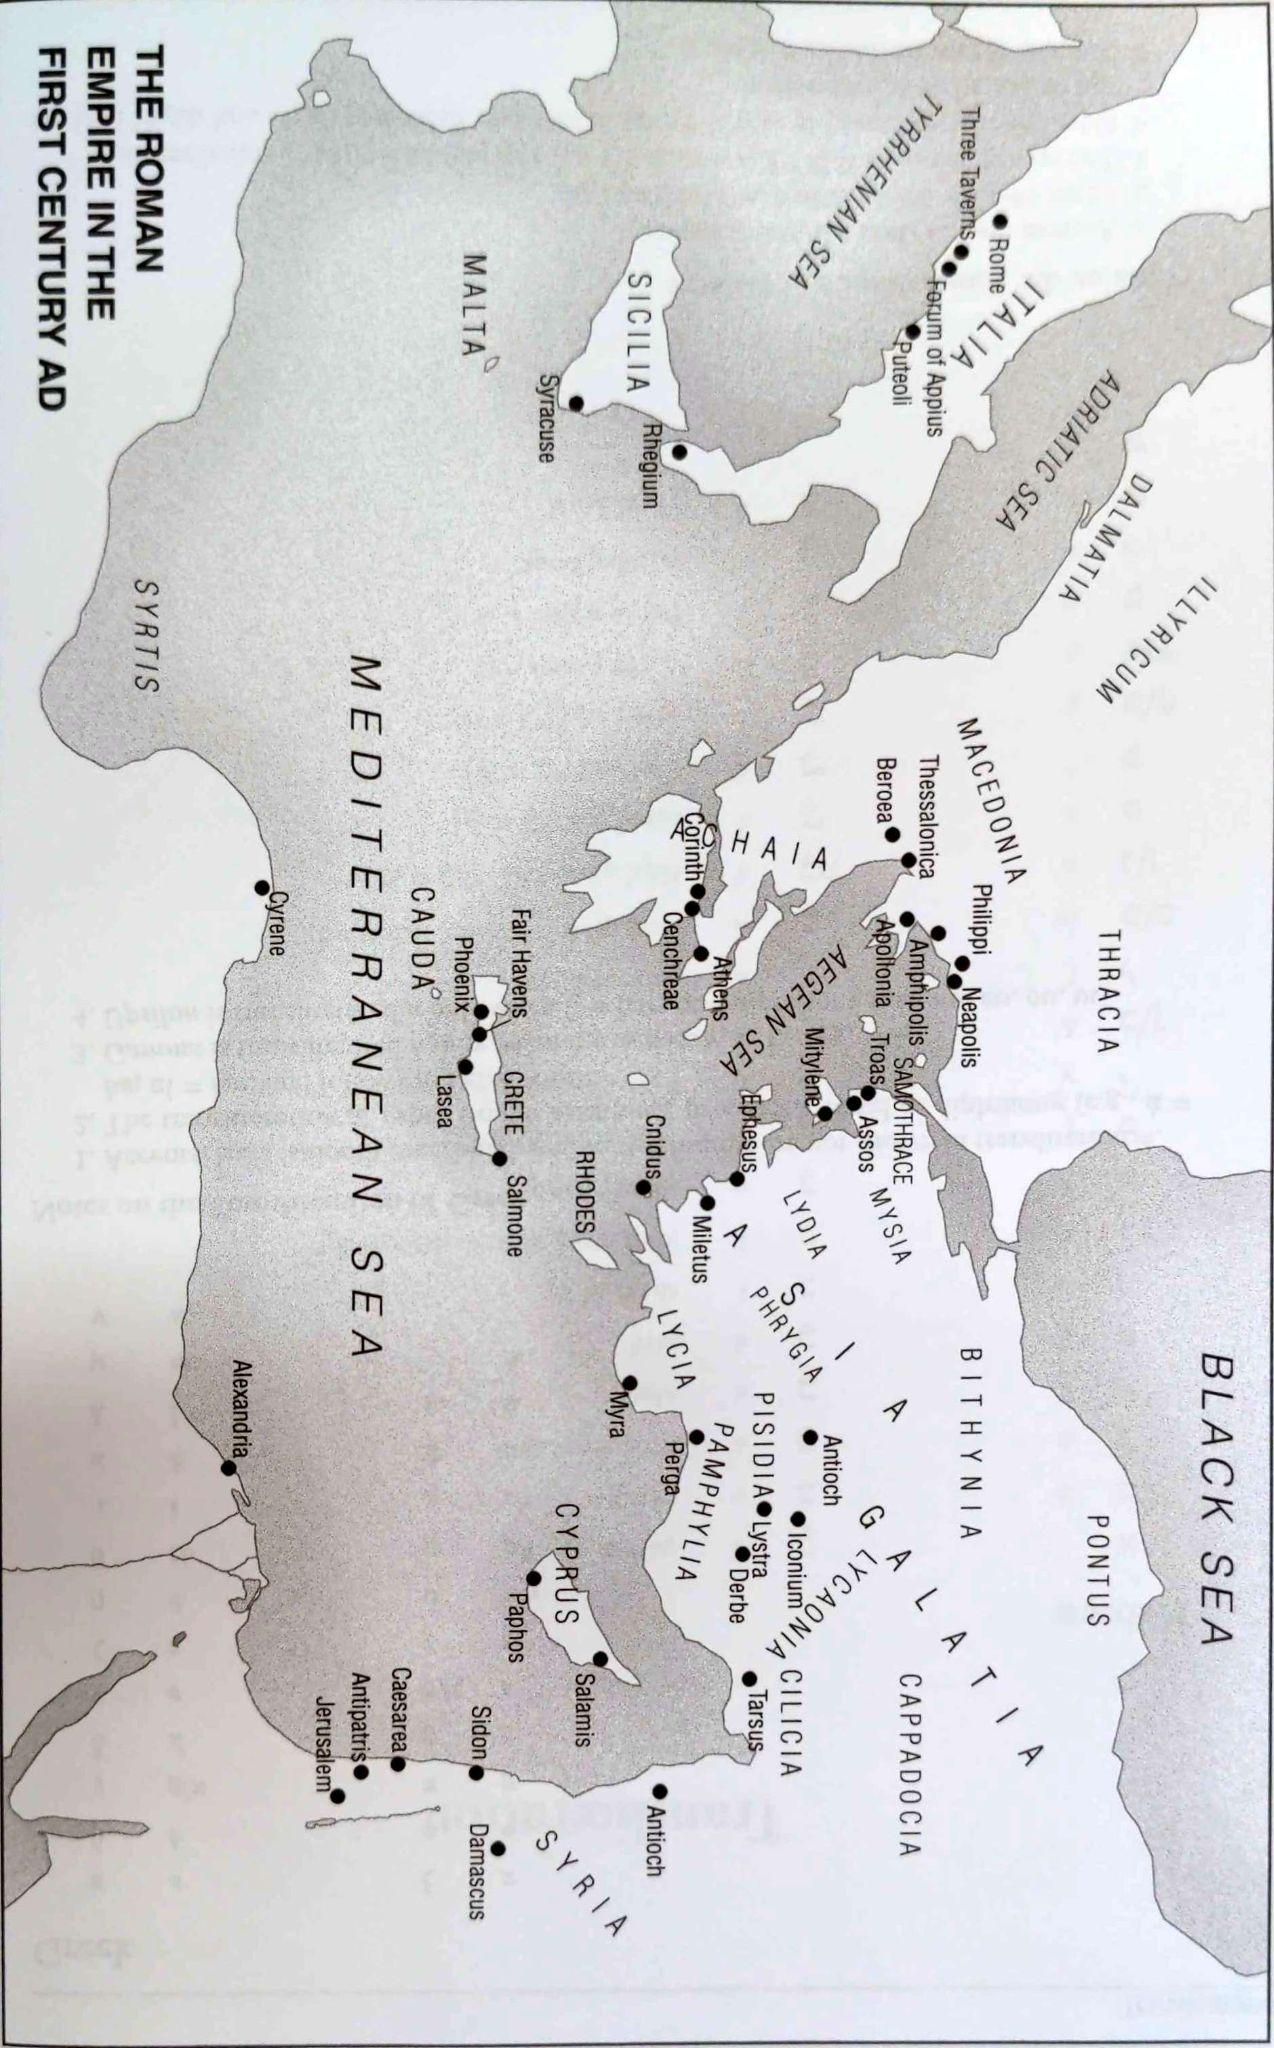 THE ROMAN
EMPIRE IN THE
FIRST CENTURY AD
BLACK SEA
ILLYRICUM
DALMATIA
ADRIATIC SEA
ITALIA
Rome
Three Taverns
Forum of Appius
Puteoli
TYRRHENIAN SEA
SICILIA
Rhegium
Syracuse
MALTA
SYRTIS
MEDITERRANEAN SEA
THRACIA
MACEDONIA
Philippi
Neapolis
Amphipolis
Apollonia
Thessalonica
Beroea
ACHAIA
Corinth
Cenchreae
Athens
AEGEAN SEA
SAMOTHRACE
Troas
Assos
Mitylene
MYSIA
LYDIA
Ephesus
Miletus
Cnidus
RHODES
CRETE
Fair Havens
Phoenix
Lasea
Salmone
CAUDA
Cyrene
Alexandria
BITHYNIA
PONTUS
ASIA
PHRYGIA
GALATIA
CAPPADOCIA
LYCAONIA
PISIDIA
Antioch
Iconium
Lystra
Derbe
LYCIA
Myra
PAMPHYLIA
Perga
CILICIA
Tarsus
CYPRUS
Paphos
Salamis
SYRIA
Antioch
Damascus
Sidon
Caesarea
Antipatris
Jerusalem